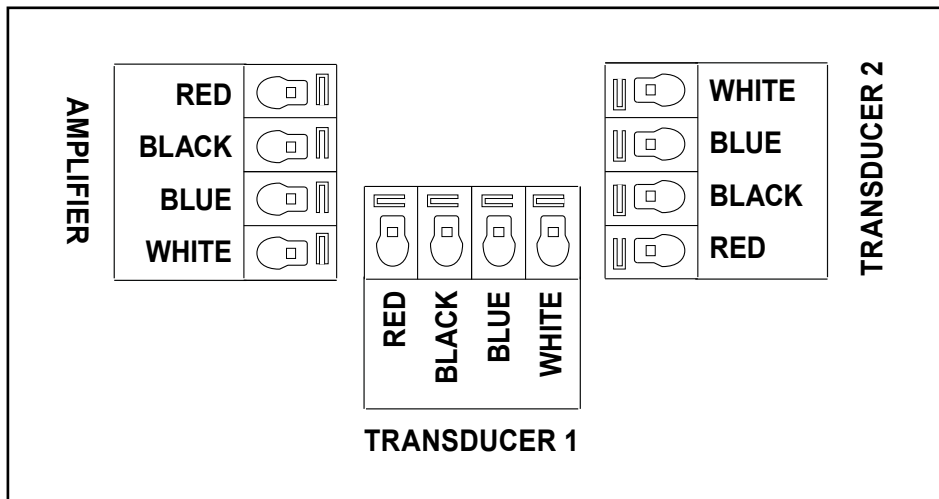 AMPLIFIER
RED
BLACK
BLUE
WHITE
RED
BLACK
BLUE
WHITE
TRANSDUCER 1
WHITE
BLUE
BLACK
RED
TRANSDUCER 2